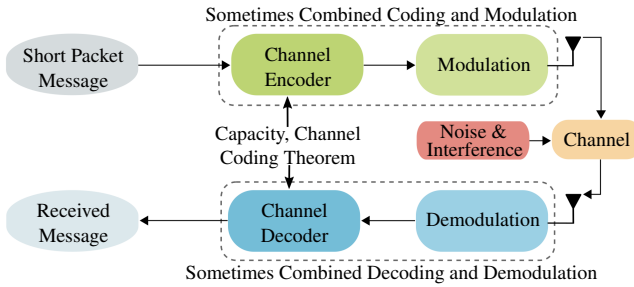 Sometimes Combined Coding and Modulation
Short Packet
Message
Channel
Encoder
Modulation
Capacity, Channel
Coding Theorem
Noise &
Interference
Channel
Received
Message
Channel
Decoder
Demodulation
Sometimes Combined Decoding and Demodulation